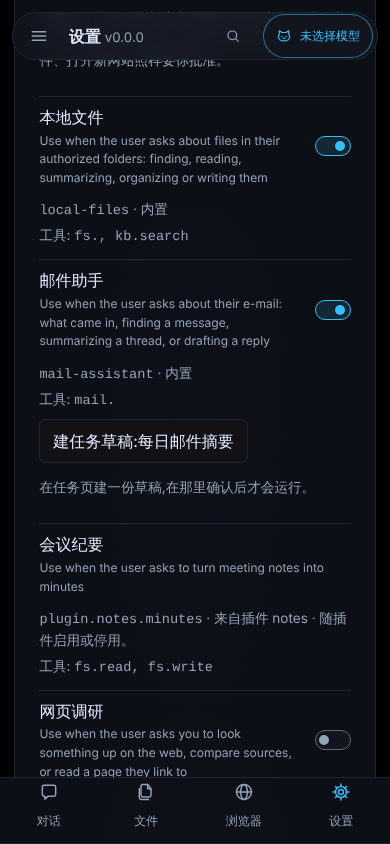 设置 v0.0.0
未选择模型
件、打开新网站照样要你批准。
本地文件
Use when the user asks about files in their
authorized folders: finding, reading,
summarizing, organizing or writing them
local-files · 内置
工具: fs., kb.search
邮件助手
Use when the user asks about their e-mail:
what came in, finding a message,
summarizing a thread, or drafting a reply
mail-assistant · 内置
工具: mail.
建任务草稿:每日邮件摘要
在任务页建一份草稿,在那里确认后才会运行。
会议纪要
Use when the user asks to turn meeting notes into
minutes
plugin.notes.minutes · 来自插件 notes · 随插
件启用或停用。
工具: fs.read, fs.write
网页调研
Use when the user asks you to look
something up on the web, compare sources,
or read a page they link to
对话
文件
浏览器
设置